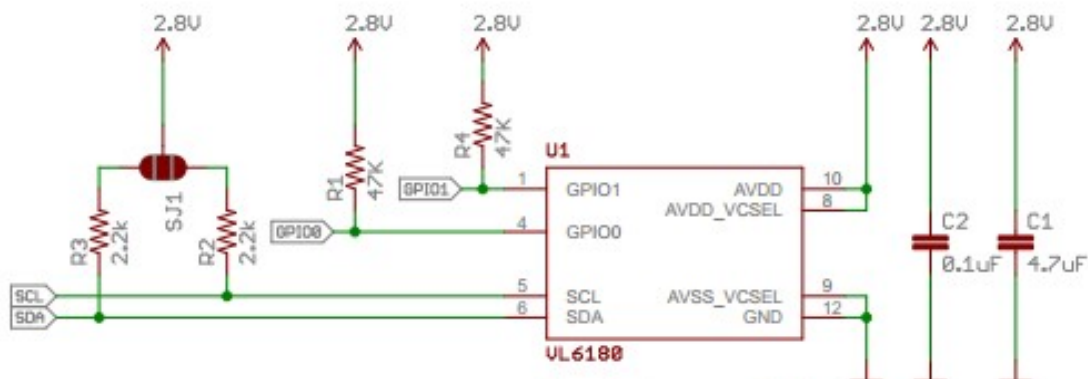 2.8V
2.8V
2.8V
2.8V
2.8V
2.8V
SJ1
R3
2.2k
R2
2.2k
R1
47K
R4
47K
U1
GPIO1
1
GPIO1
GPIO0
4
GPIO0
SCL
5
SCL
SDA
6
SDA
AVDD
10
AVDD_VCSEL
8
AVSS_VCSEL
9
GND
12
VL6180
C2
0.1uF
C1
4.7uF